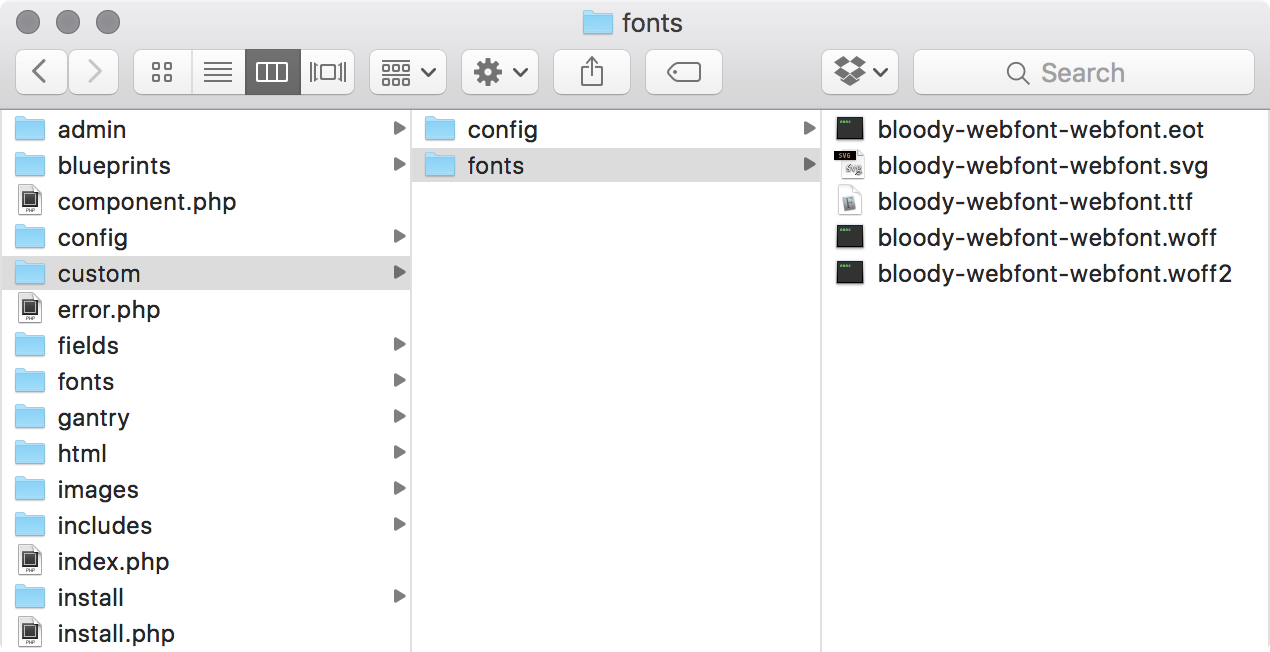 fonts
Search
admin
blueprints
component.php
config
custom
error.php
fields
fonts
gantry
html
images
includes
index.php
install
install.php
config
fonts
bloody-webfont-webfont.eot
bloody-webfont-webfont.svg
bloody-webfont-webfont.ttf
bloody-webfont-webfont.woff
bloody-webfont-webfont.woff2